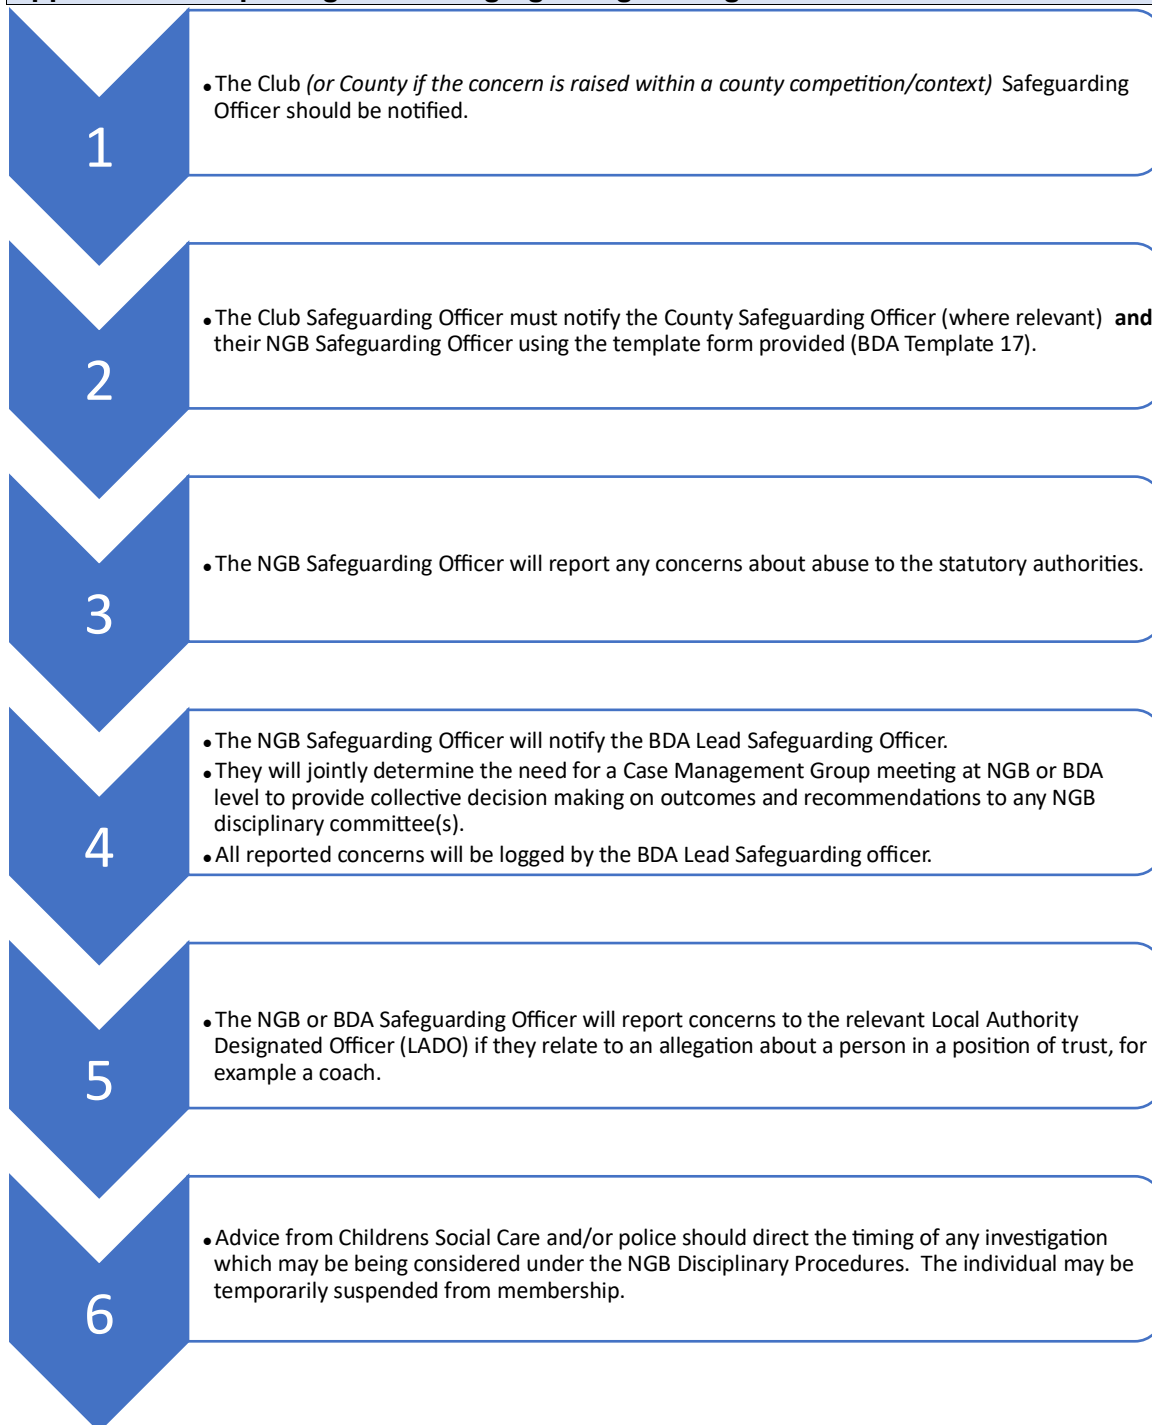 1
•The Club (or County if the concern is raised within a county competition/context) Safeguarding
Officer should be notified.
2
•The Club Safeguarding Officer must notify the County Safeguarding Officer (where relevant) and
their NGB Safeguarding Officer using the template form provided (BDA Template 17).
3
•The NGB Safeguarding Officer will report any concerns about abuse to the statutory authorities.
4
•The NGB Safeguarding Officer will notify the BDA Lead Safeguarding Officer.
•They will jointly determine the need for a Case Management Group meeting at NGB or BDA
level to provide collective decision making on outcomes and recommendations to any NGB
disciplinary committee(s).
•All reported concerns will be logged by the BDA Lead Safeguarding officer.
5
•The NGB or BDA Safeguarding Officer will report concerns to the relevant Local Authority
Designated Officer (LADO) if they relate to an allegation about a person in a position of trust, for
example a coach.
6
•Advice from Childrens Social Care and/or police should direct the timing of any investigation
which may be being considered under the NGB Disciplinary Procedures. The individual may be
temporarily suspended from membership.